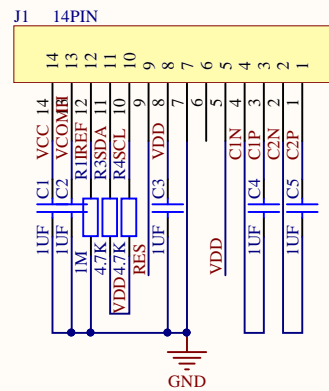 J1 14PIN
14 13 12 11 10 9 8 7 6 5 4 3 2 1
14 13 12 11 10 9 8 7 6 5 4 3 2 1
VCC VCOMH IREF SDA SCL RES VDD VDD C1N C1P C2N C2P
C1 C2 R1 R3 R4 C3 C4 C5
1UF 1UF 1M 4.7K 4.7K 1UF 1UF 1UF
VDD
GND